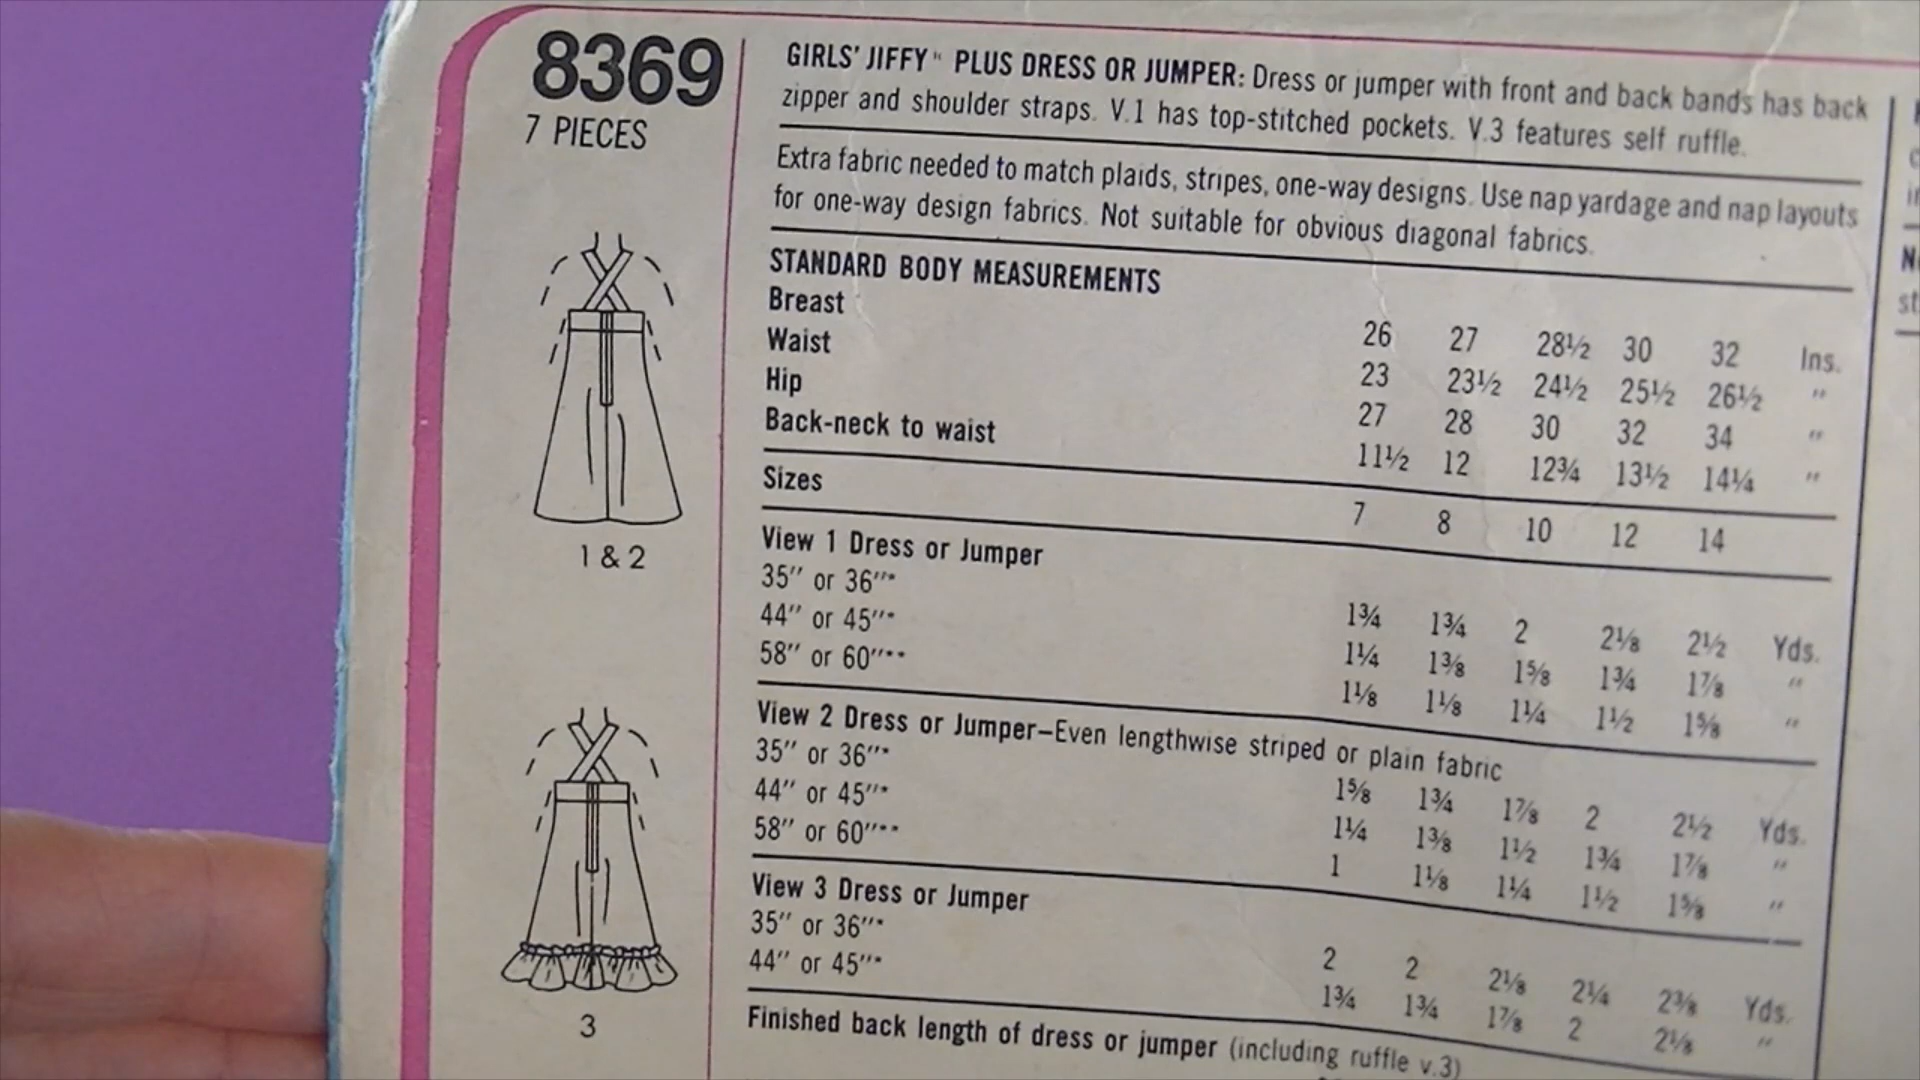 8369
7 PIECES
1 & 2
3
GIRLS' JIFFY" PLUS DRESS OR JUMPER: Dress or jumper with front and back bands has back
zipper and shoulder straps. V.1 has top-stitched pockets. V.3 features self ruffle.
Extra fabric needed to match plaids, stripes, one-way designs. Use nap yardage and nap layouts
for one-way design fabrics. Not suitable for obvious diagonal fabrics.
STANDARD BODY MEASUREMENTS
Breast 26 27 28½ 30 32 Ins.
Waist 23 23½ 24½ 25½ 26½ "
Hip 27 28 30 32 34 "
Back-neck to waist 11½ 12 12¾ 13½ 14¼ "
Sizes 7 8 10 12 14
View 1 Dress or Jumper
35" or 36"* 1¾ 1¾ 2 2⅛ 2½ Yds.
44" or 45"* 1¼ 1⅜ 1⅝ 1¾ 1⅞ "
58" or 60"** 1⅛ 1⅛ 1¼ 1½ 1⅝ "
View 2 Dress or Jumper–Even lengthwise striped or plain fabric
35" or 36"* 1⅝ 1¾ 1⅞ 2 2½ Yds.
44" or 45"* 1¼ 1⅜ 1½ 1¾ 1⅞ "
58" or 60"** 1 1⅛ 1¼ 1½ 1⅝ "
View 3 Dress or Jumper
35" or 36"* 2 2 2⅛ 2¼ 2⅜ Yds.
44" or 45"* 1¾ 1¾ 1⅞ 2 2⅛ "
Finished back length of dress or jumper (including ruffle v.3)